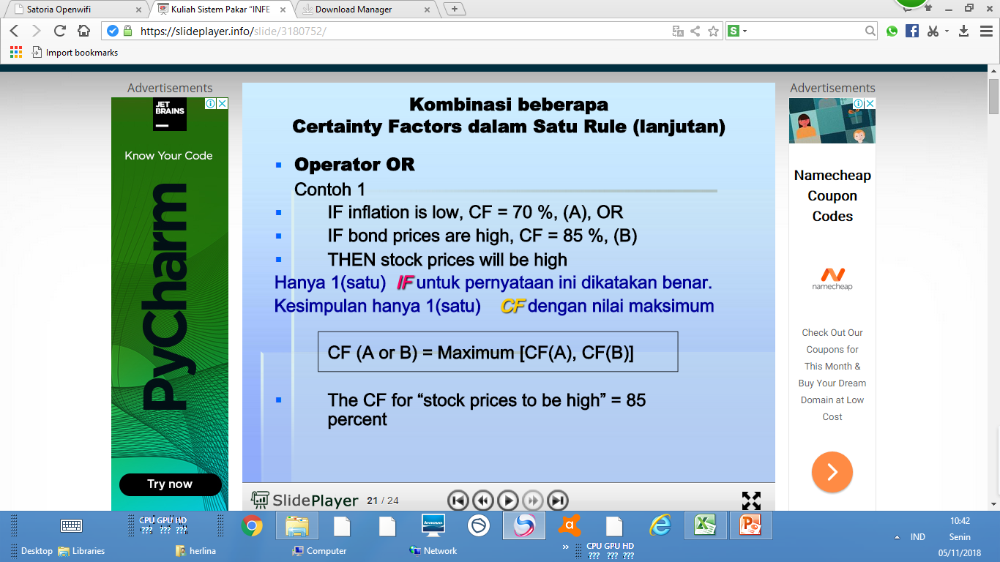 Satoria Openwifi
Kuliah Sistem Pakar “INFE
Download Manager
https://slideplayer.info/slide/3180752/
S
Import bookmarks
Advertisements
JET
BRAINS
Know Your Code
PyCharm
Try now
Kombinasi beberapa
Certainty Factors dalam Satu Rule (lanjutan)
Operator OR
Contoh 1
IF inflation is low, CF = 70 %, (A), OR
IF bond prices are high, CF = 85 %, (B)
THEN stock prices will be high
Hanya 1(satu) IF untuk pernyataan ini dikatakan benar.
Kesimpulan hanya 1(satu) CF dengan nilai maksimum
CF (A or B) = Maximum [CF(A), CF(B)]
The CF for “stock prices to be high” = 85
percent
SlidePlayer 21 / 24
Advertisements
Namecheap
Coupon
Codes
namecheap
Check Out Our
Coupons for
This Month &
Buy Your Dream
Domain at Low
Cost
CPU GPU HD
??? ??? ???
lenovo
10:42
Desktop Libraries herlina Computer Network » CPU GPU HD IND Senin
??? ??? ???
05/11/2018